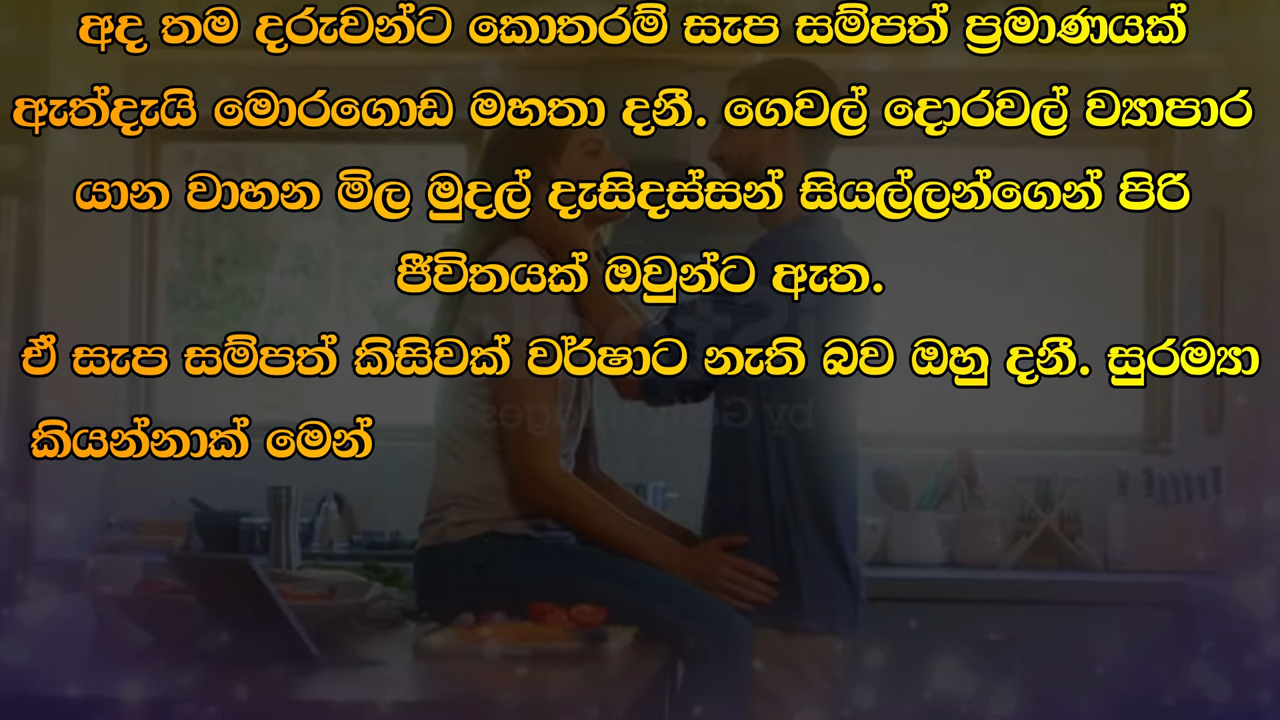 අද තම දරුවන්ට කොතරම් සැප සම්පත් ප්‍රමාණයක්
ඇත්දැයි මොරගොඩ මහතා දනී. ගෙවල් දොරවල් ව්‍යාපාර
යාන වාහන මිල මුදල් දැසිදස්සන් සියල්ලන්ගෙන් පිරි
ජීවිතයක් ඔවුන්ට ඇත.
ඒ සැප සම්පත් කිසිවක් වර්ෂාට නැති බව ඔහු දනී. සුරම්‍යා
කියන්නාක් මෙන්